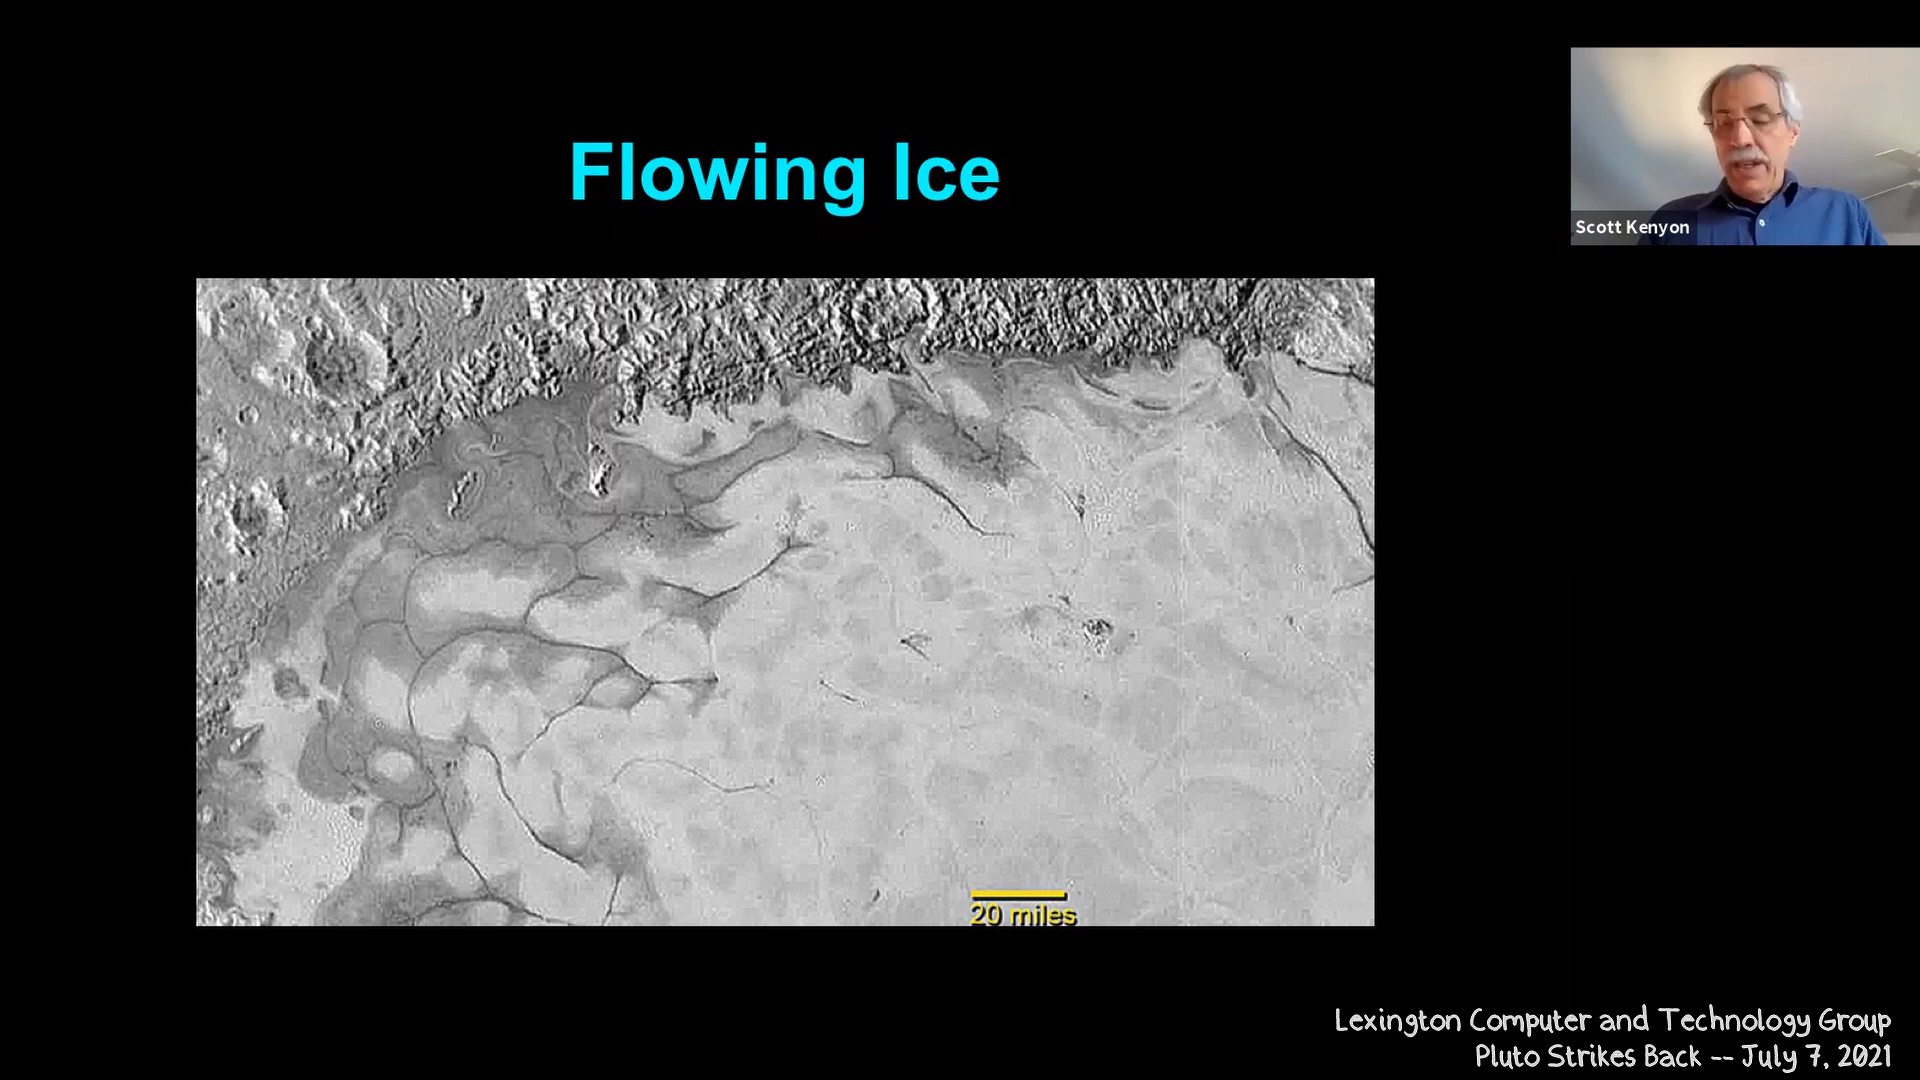 Flowing Ice
Scott Kenyon
20 miles
Lexington Computer and Technology Group
Pluto Strikes Back -- July 7, 2021